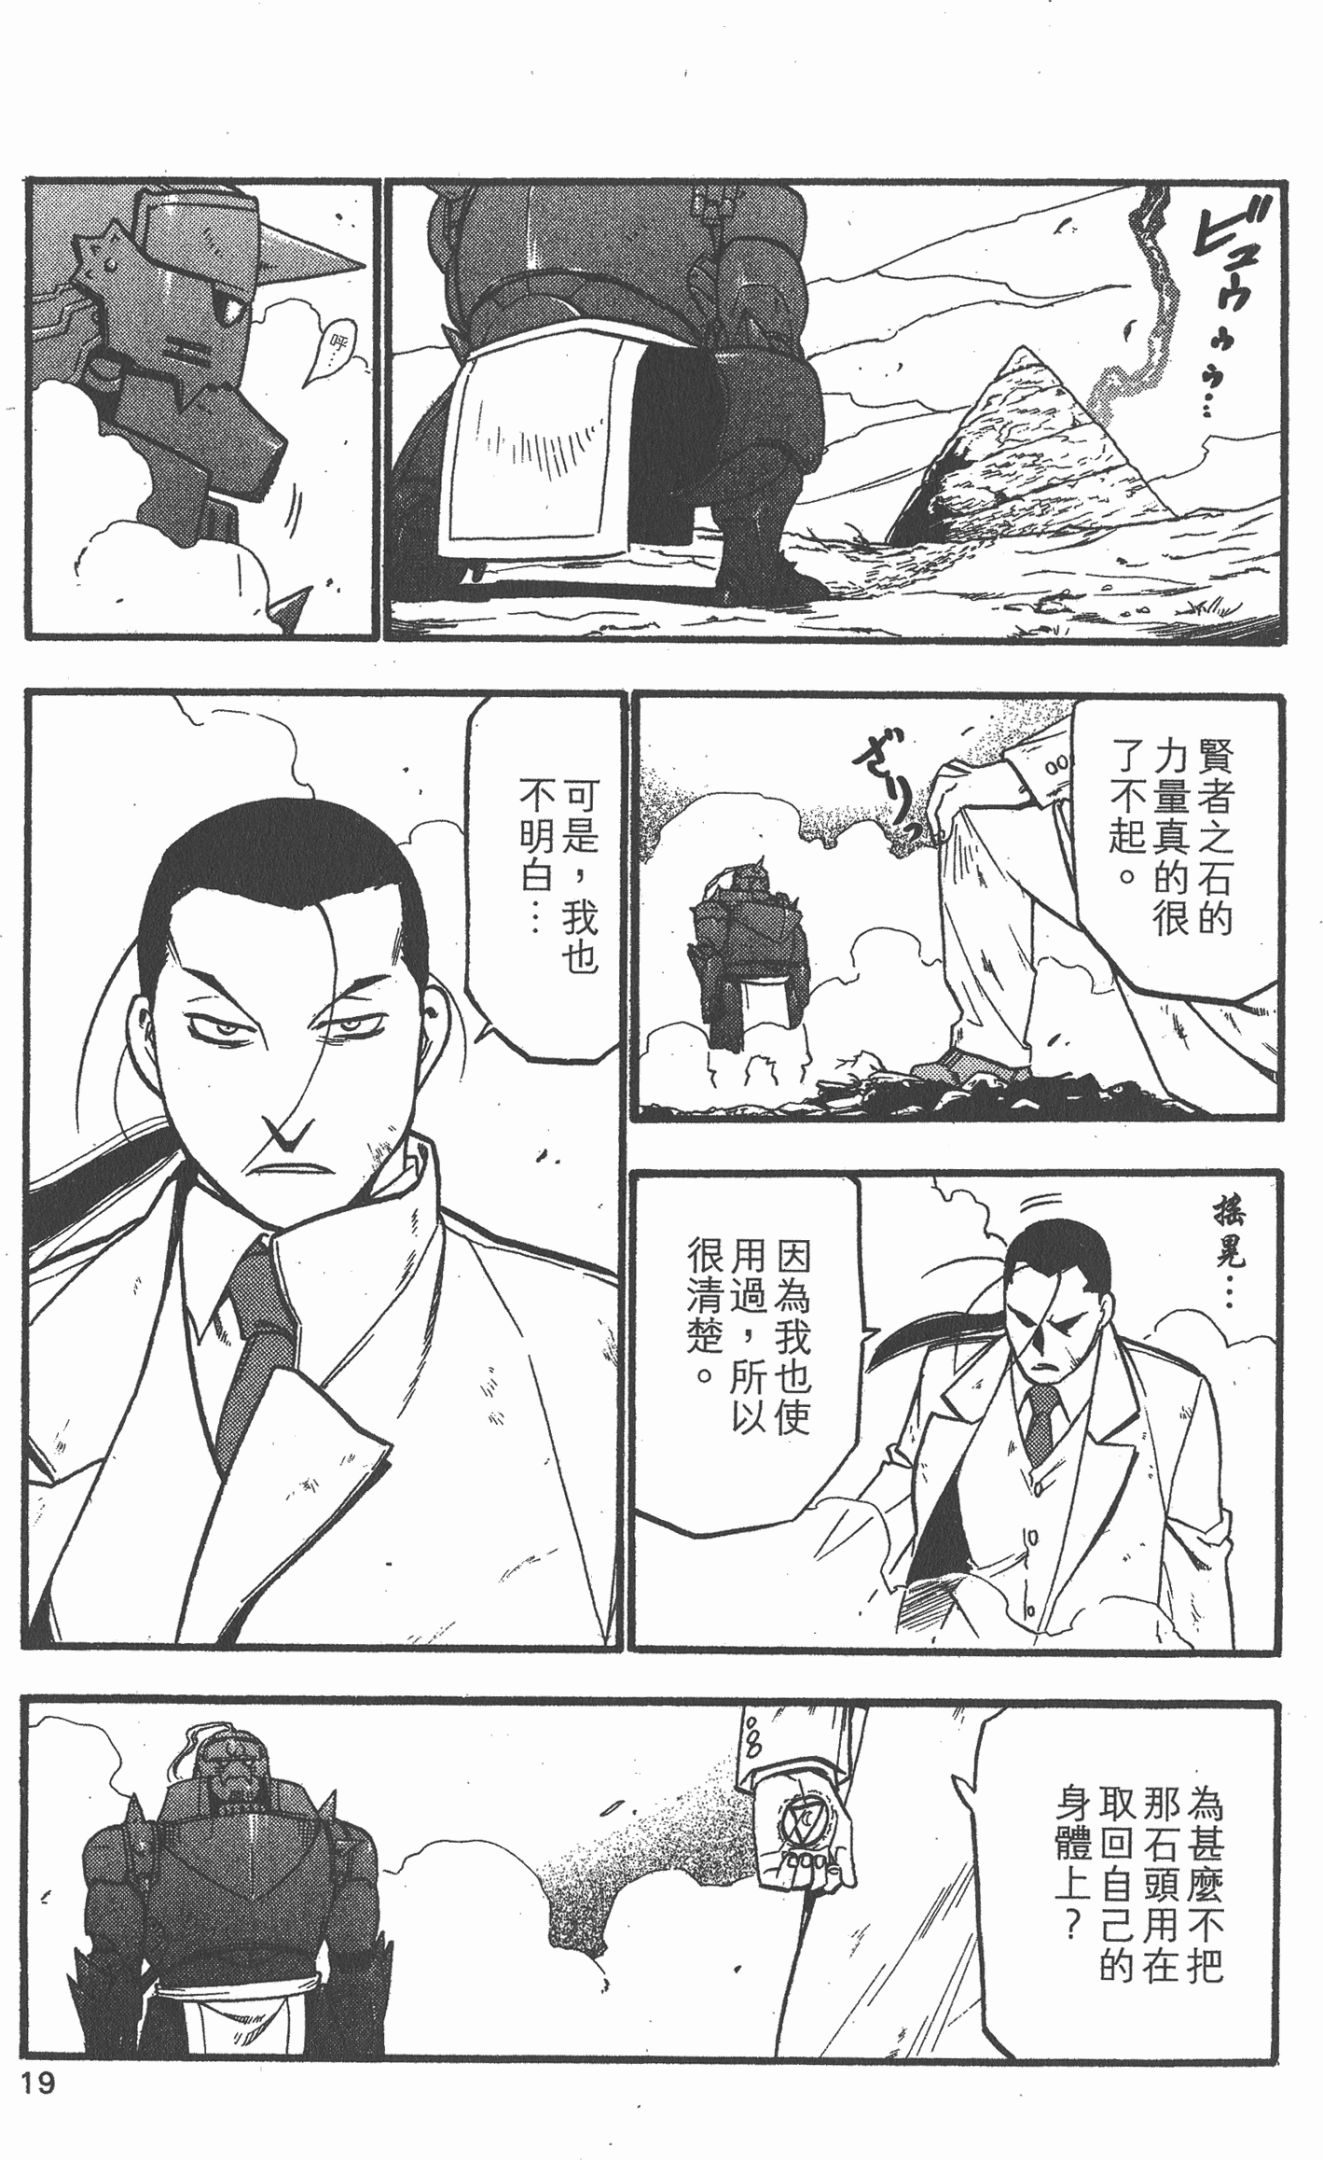 ビュウゥゥ…
呼…
賢者之石的
力量真的很
了不起。
ざりっ
搖晃…
因為我也使
用過，所以
很清楚。
可是，我也
不明白…
為甚麼不把
那石頭用在
取回自己的
身體上？
19